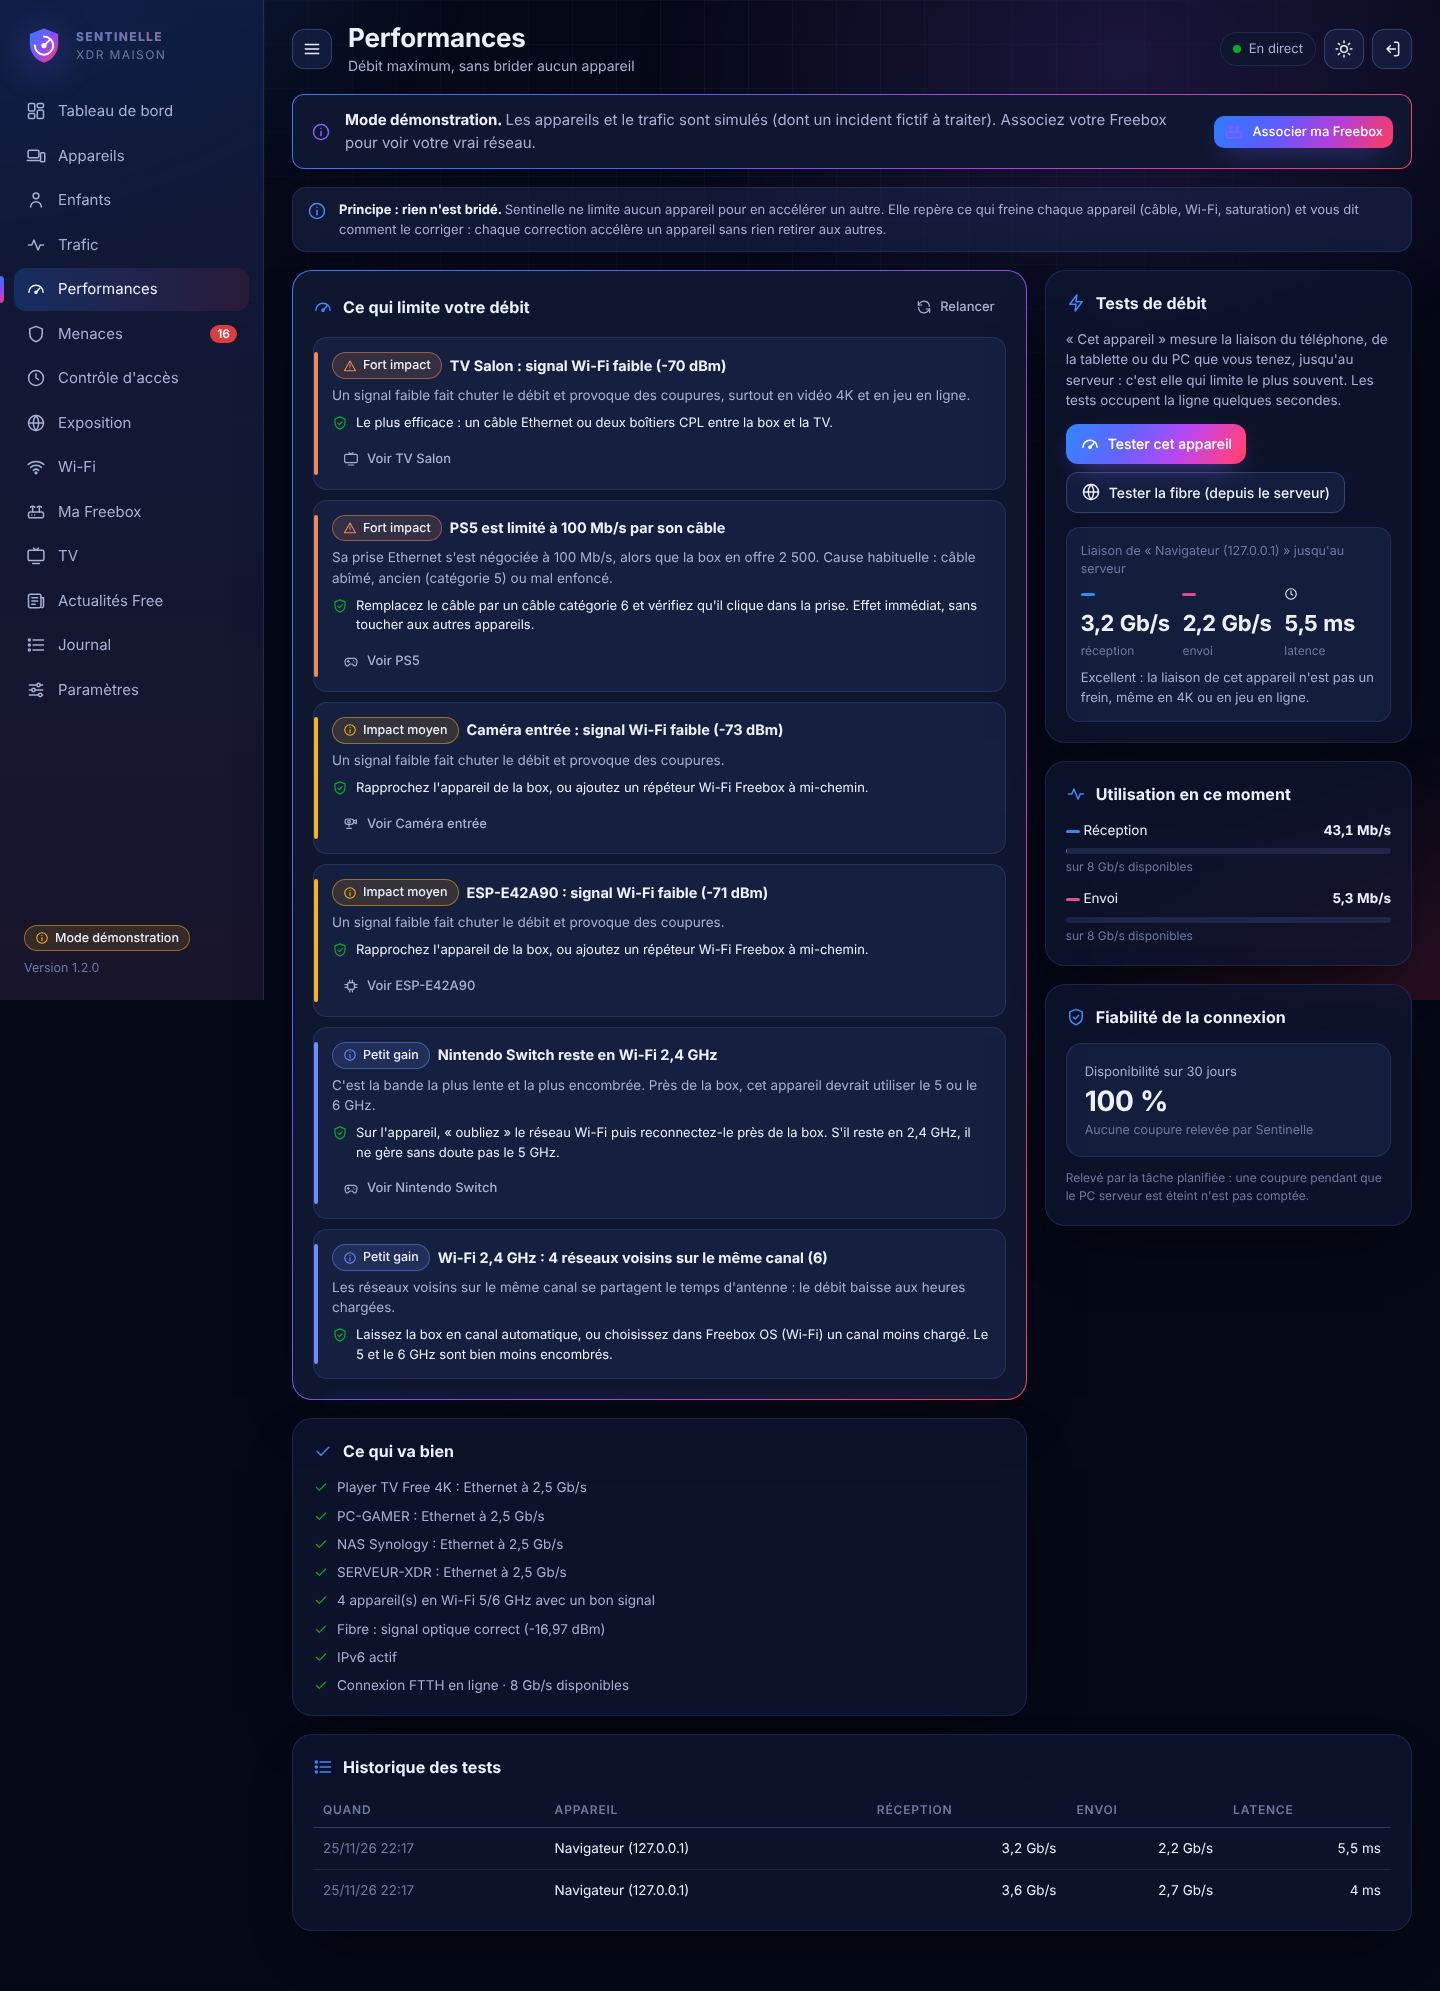 SENTINELLE
XDR MAISON
Tableau de bord
Appareils
Enfants
Trafic
Performances
Menaces
16
Contrôle d'accès
Exposition
Wi-Fi
Ma Freebox
TV
Actualités Free
Journal
Paramètres
Mode démonstration
Version 1.2.0
Performances
Débit maximum, sans brider aucun appareil
En direct
Mode démonstration. Les appareils et le trafic sont simulés (dont un incident fictif à traiter). Associez votre Freebox
pour voir votre vrai réseau.
Associer ma Freebox
Principe : rien n'est bridé. Sentinelle ne limite aucun appareil pour en accélérer un autre. Elle repère ce qui freine chaque appareil (câble, Wi-Fi, saturation) et vous dit
comment le corriger : chaque correction accélère un appareil sans rien retirer aux autres.
Ce qui limite votre débit
Relancer
Fort impact
TV Salon : signal Wi-Fi faible (-70 dBm)
Un signal faible fait chuter le débit et provoque des coupures, surtout en vidéo 4K et en jeu en ligne.
Le plus efficace : un câble Ethernet ou deux boîtiers CPL entre la box et la TV.
Voir TV Salon
Fort impact
PS5 est limité à 100 Mb/s par son câble
Sa prise Ethernet s'est négociée à 100 Mb/s, alors que la box en offre 2 500. Cause habituelle : câble
abîmé, ancien (catégorie 5) ou mal enfoncé.
Remplacez le câble par un câble catégorie 6 et vérifiez qu'il clique dans la prise. Effet immédiat, sans
toucher aux autres appareils.
Voir PS5
Impact moyen
Caméra entrée : signal Wi-Fi faible (-73 dBm)
Un signal faible fait chuter le débit et provoque des coupures.
Rapprochez l'appareil de la box, ou ajoutez un répéteur Wi-Fi Freebox à mi-chemin.
Voir Caméra entrée
Impact moyen
ESP-E42A90 : signal Wi-Fi faible (-71 dBm)
Un signal faible fait chuter le débit et provoque des coupures.
Rapprochez l'appareil de la box, ou ajoutez un répéteur Wi-Fi Freebox à mi-chemin.
Voir ESP-E42A90
Petit gain
Nintendo Switch reste en Wi-Fi 2,4 GHz
C'est la bande la plus lente et la plus encombrée. Près de la box, cet appareil devrait utiliser le 5 ou le
6 GHz.
Sur l'appareil, « oubliez » le réseau Wi-Fi puis reconnectez-le près de la box. S'il reste en 2,4 GHz, il
ne gère sans doute pas le 5 GHz.
Voir Nintendo Switch
Petit gain
Wi-Fi 2,4 GHz : 4 réseaux voisins sur le même canal (6)
Les réseaux voisins sur le même canal se partagent le temps d'antenne : le débit baisse aux heures
chargées.
Laissez la box en canal automatique, ou choisissez dans Freebox OS (Wi-Fi) un canal moins chargé. Le
5 et le 6 GHz sont bien moins encombrés.
Tests de débit
« Cet appareil » mesure la liaison du téléphone, de
la tablette ou du PC que vous tenez, jusqu'au
serveur : c'est elle qui limite le plus souvent. Les
tests occupent la ligne quelques secondes.
Tester cet appareil
Tester la fibre (depuis le serveur)
Liaison de « Navigateur (127.0.0.1) » jusqu'au
serveur
3,2 Gb/s
2,2 Gb/s
5,5 ms
réception
envoi
latence
Excellent : la liaison de cet appareil n'est pas un
frein, même en 4K ou en jeu en ligne.
Utilisation en ce moment
Réception
43,1 Mb/s
sur 8 Gb/s disponibles
Envoi
5,3 Mb/s
sur 8 Gb/s disponibles
Fiabilité de la connexion
Disponibilité sur 30 jours
100 %
Aucune coupure relevée par Sentinelle
Relevé par la tâche planifiée : une coupure pendant que
le PC serveur est éteint n'est pas comptée.
Ce qui va bien
Player TV Free 4K : Ethernet à 2,5 Gb/s
PC-GAMER : Ethernet à 2,5 Gb/s
NAS Synology : Ethernet à 2,5 Gb/s
SERVEUR-XDR : Ethernet à 2,5 Gb/s
4 appareil(s) en Wi-Fi 5/6 GHz avec un bon signal
Fibre : signal optique correct (-16,97 dBm)
IPv6 actif
Connexion FTTH en ligne · 8 Gb/s disponibles
Historique des tests
QUAND
APPAREIL
RÉCEPTION
ENVOI
LATENCE
25/11/26 22:17
Navigateur (127.0.0.1)
3,2 Gb/s
2,2 Gb/s
5,5 ms
25/11/26 22:17
Navigateur (127.0.0.1)
3,6 Gb/s
2,7 Gb/s
4 ms